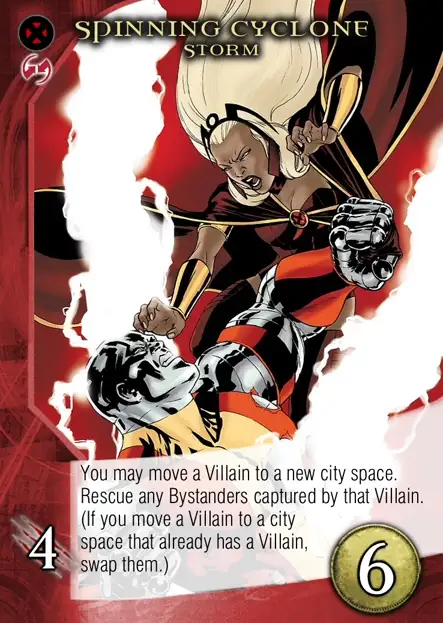 SPINNING CYCLONE
STORM
You may move a Villain to a new city space.
Rescue any Bystanders captured by that Villain.
(If you move a Villain to a city
space that already has a Villain,
swap them.)
4
6